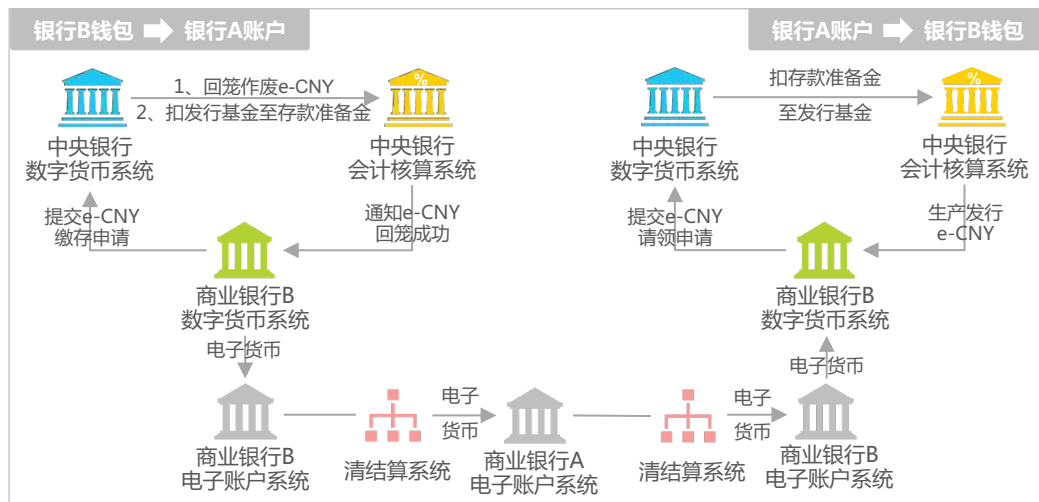 银行B钱包 银行A账户
银行A账户 银行B钱包
1、回笼作废e-CNY
2、扣发行基金至存款准备金
%
中央银行
数字货币系统
中央银行
会计核算系统
提交e-CNY
缴存申请
通知e-CNY
回笼成功
商业银行B
数字货币系统
电子货币
商业银行B
电子账户系统
清结算系统
电子
货币
商业银行A
电子账户系统
扣存款准备金
至发行基金
%
中央银行
数字货币系统
中央银行
会计核算系统
提交e-CNY
请领申请
生产发行
e-CNY
商业银行B
数字货币系统
电子货币
清结算系统
电子
货币
商业银行B
电子账户系统